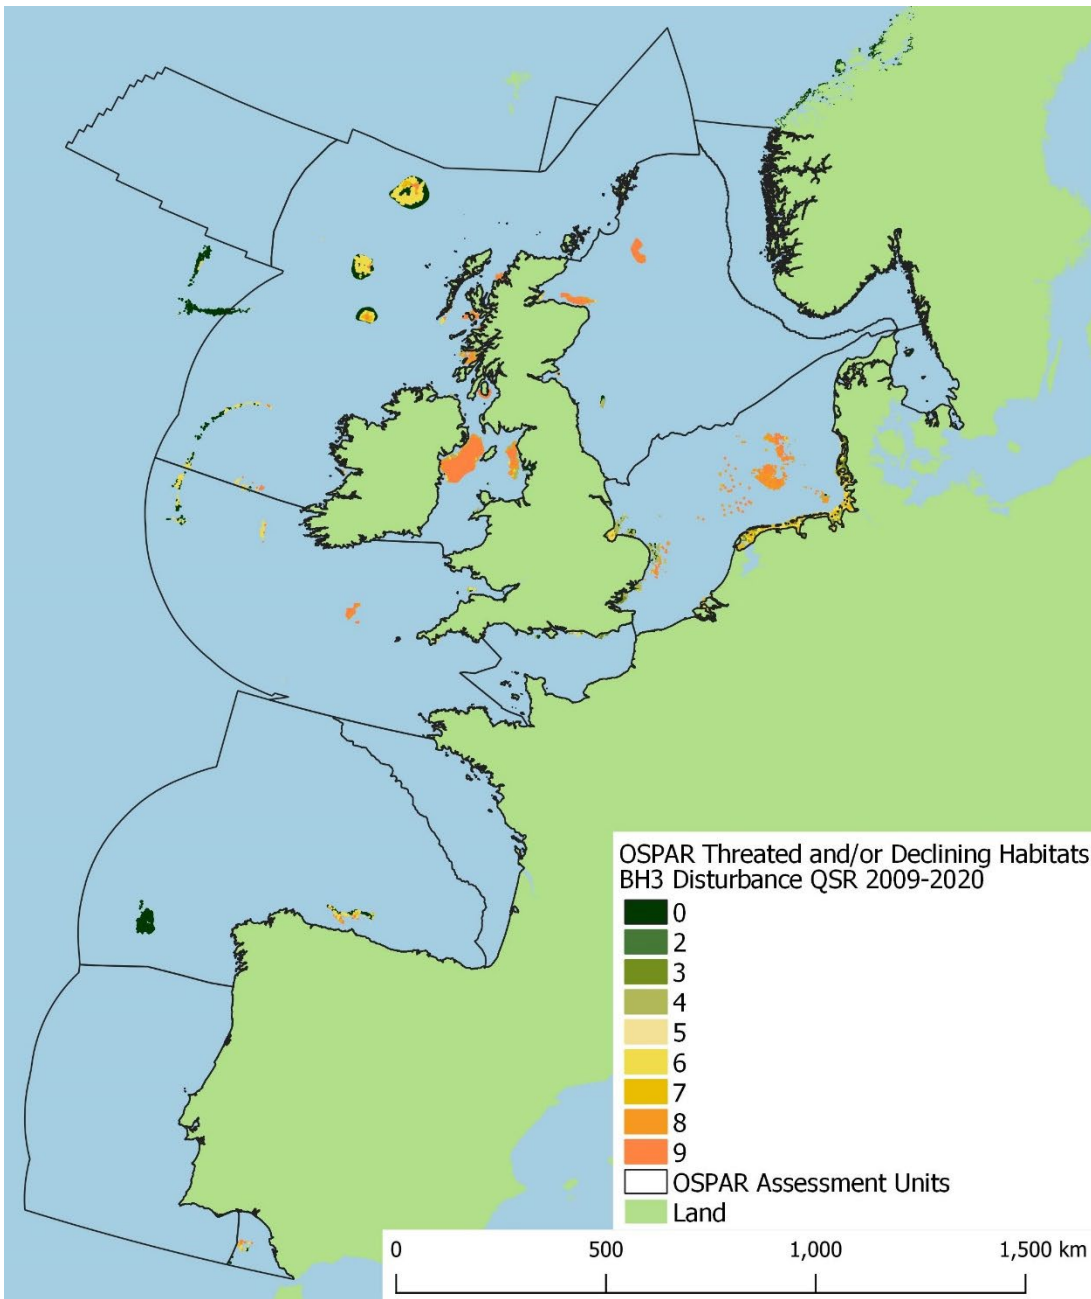 OSPAR Threated and/or Declining Habitats
BH3 Disturbance QSR 2009-2020
0
2
3
4
5
6
7
8
9
OSPAR Assessment Units
Land
0 500 1,000 1,500 km